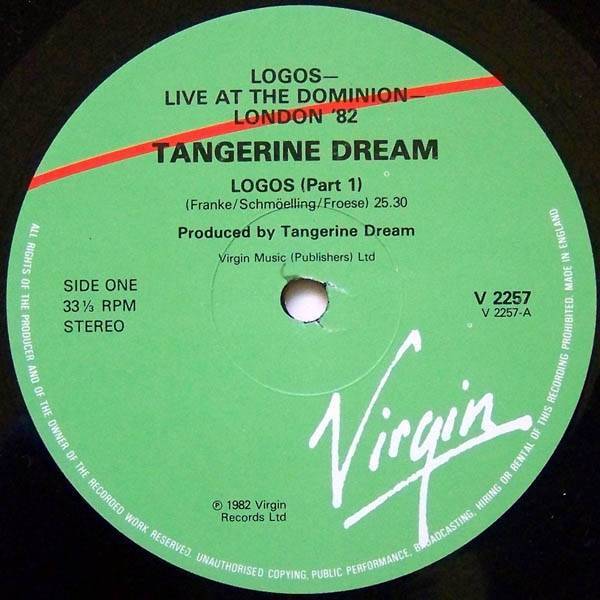 LOGOS—
LIVE AT THE DOMINION—
LONDON '82
TANGERINE DREAM
LOGOS (Part 1)
(Franke/Schmöelling/Froese) 25.30
Produced by Tangerine Dream
Virgin Music (Publishers) Ltd
SIDE ONE
33⅓ RPM
STEREO
V 2257
V 2257-A
Virgin
℗ 1982 Virgin
Records Ltd
ALL RIGHTS OF THE PRODUCER AND OF THE OWNER OF THE RECORDED WORK RESERVED. UNAUTHORISED COPYING, PUBLIC PERFORMANCE, BROADCASTING, HIRING OR RENTAL OF THIS RECORDING PROHIBITED. MADE IN ENGLAND